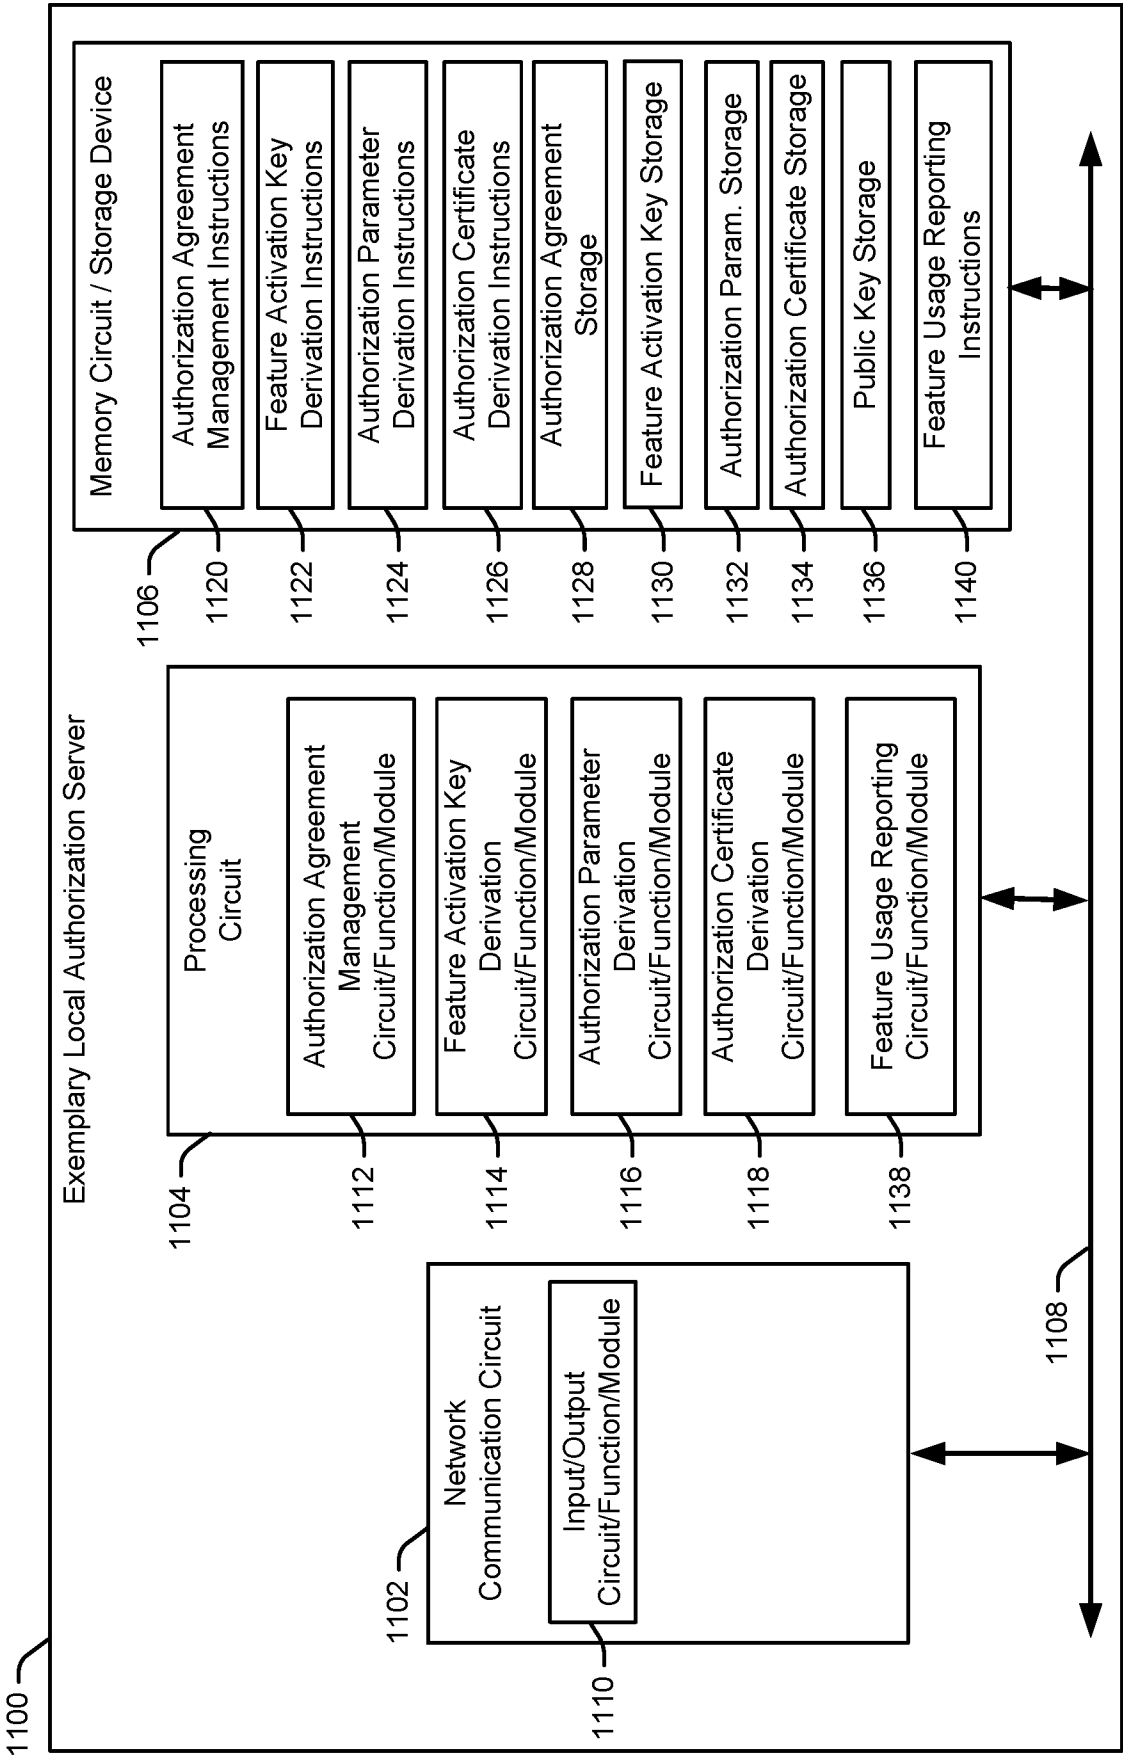 1100
Exemplary Local Authorization Server
1102
Network
Communication Circuit
1110
Input/Output
Circuit/Function/Module
1104
Processing
Circuit
1112
Authorization Agreement
Management
Circuit/Function/Module
1114
Feature Activation Key
Derivation
Circuit/Function/Module
1116
Authorization Parameter
Derivation
Circuit/Function/Module
1118
Authorization Certificate
Derivation
Circuit/Function/Module
1138
Feature Usage Reporting
Circuit/Function/Module
1106
Memory Circuit / Storage Device
1120
Authorization Agreement
Management Instructions
1122
Feature Activation Key
Derivation Instructions
1124
Authorization Parameter
Derivation Instructions
1126
Authorization Certificate
Derivation Instructions
1128
Authorization Agreement
Storage
1130
Feature Activation Key Storage
1132
Authorization Param. Storage
1134
Authorization Certificate Storage
1136
Public Key Storage
1140
Feature Usage Reporting
Instructions
1108